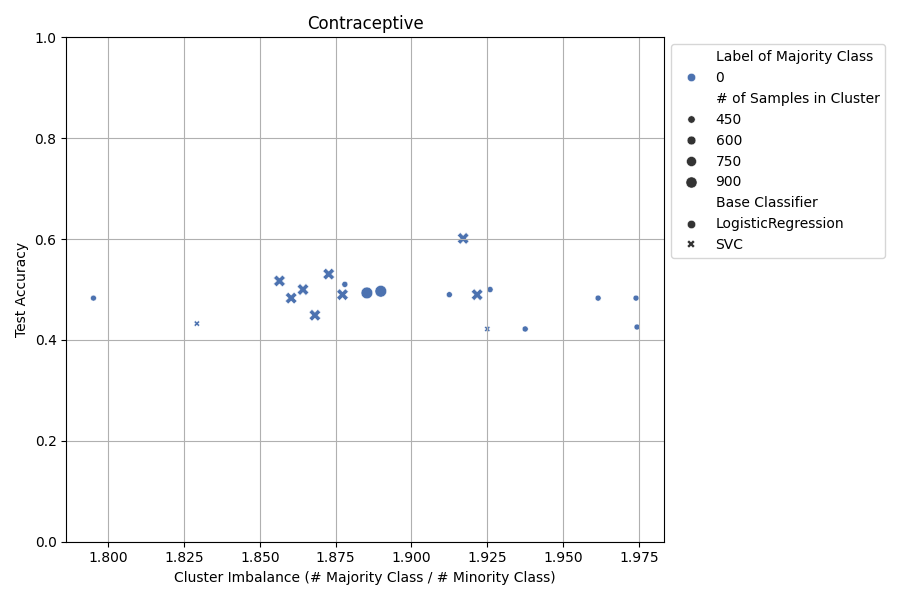 Contraceptive
Test Accuracy
1.0
0.8
0.6
0.4
0.2
0.0
1.800 1.825 1.850 1.875 1.900 1.925 1.950 1.975
Cluster Imbalance (# Majority Class / # Minority Class)
Label of Majority Class
0
# of Samples in Cluster
450
600
750
900
Base Classifier
LogisticRegression
SVC